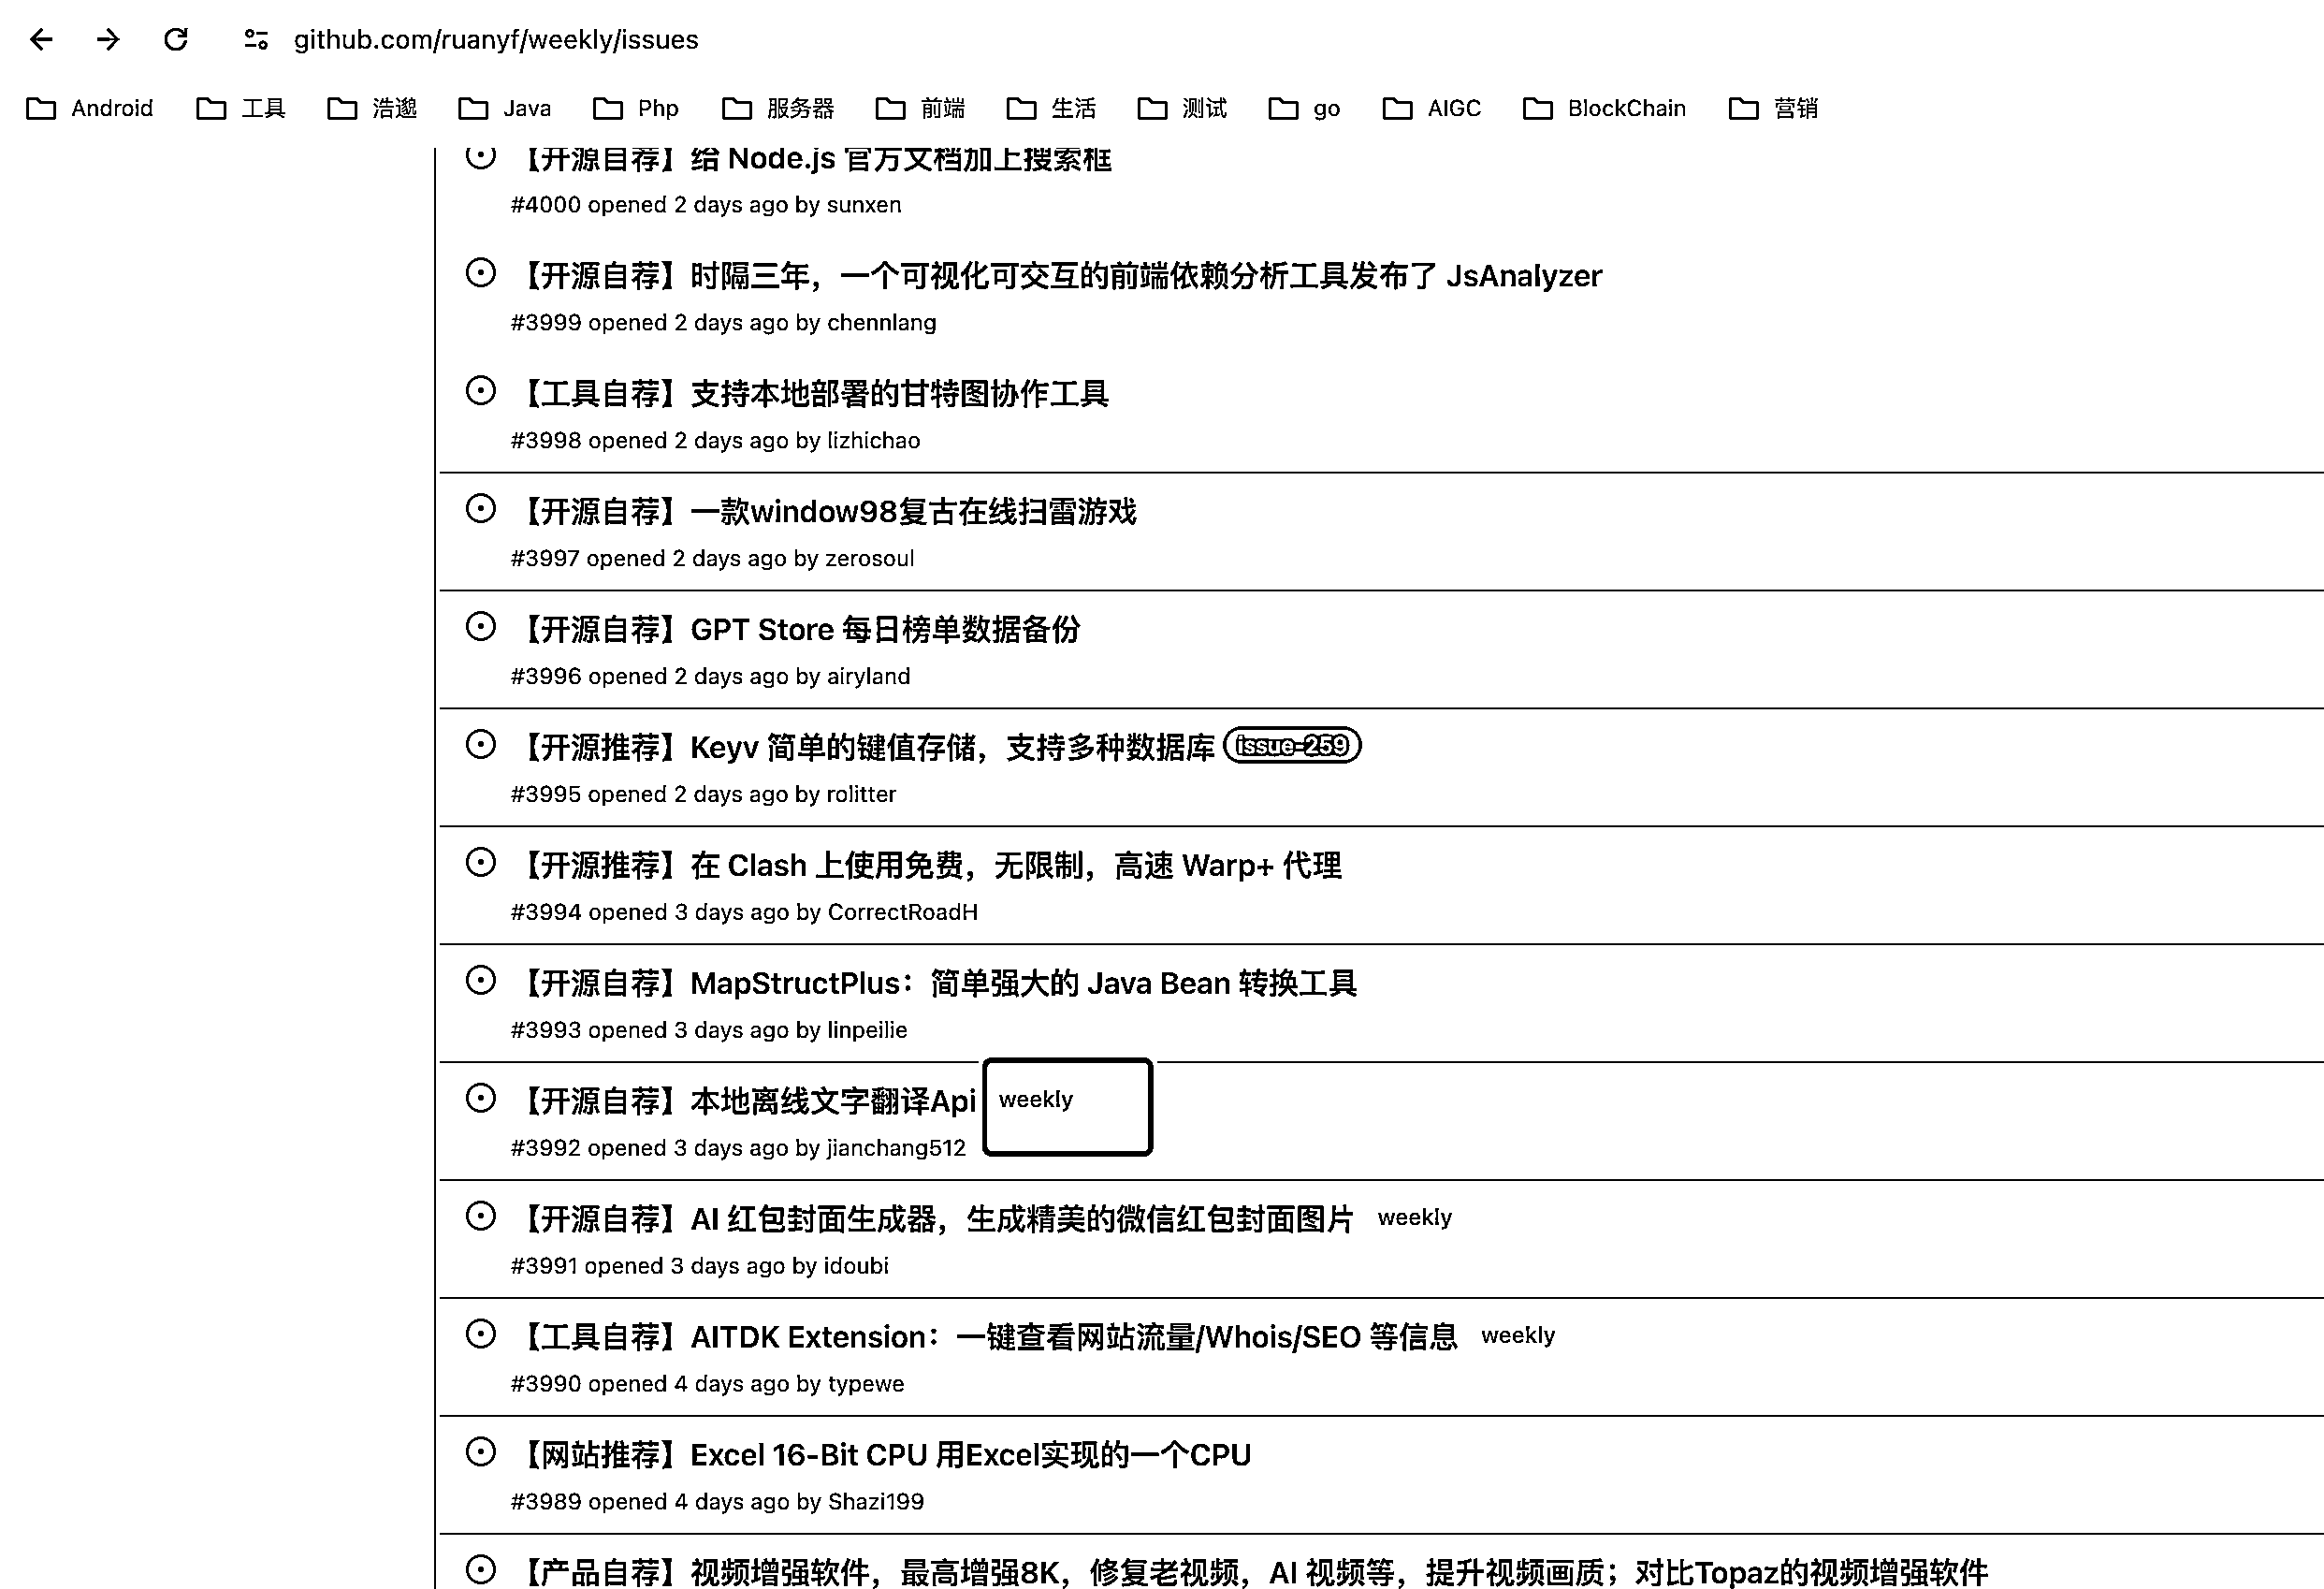 github.com/ruanyf/weekly/issues
Android 工具 浩邈 Java Php 服务器 前端 生活 测试 go AIGC BlockChain 营销
【开源自荐】给 Node.js 官方文档加上搜索框
#4000 opened 2 days ago by sunxen
【开源自荐】时隔三年，一个可视化可交互的前端依赖分析工具发布了 JsAnalyzer
#3999 opened 2 days ago by chennlang
【工具自荐】支持本地部署的甘特图协作工具
#3998 opened 2 days ago by lizhichao
【开源自荐】一款window98复古在线扫雷游戏
#3997 opened 2 days ago by zerosoul
【开源自荐】GPT Store 每日榜单数据备份
#3996 opened 2 days ago by airyland
【开源推荐】Keyv 简单的键值存储，支持多种数据库 issue-259
#3995 opened 2 days ago by rolitter
【开源推荐】在 Clash 上使用免费，无限制，高速 Warp+ 代理
#3994 opened 3 days ago by CorrectRoadH
【开源自荐】MapStructPlus：简单强大的 Java Bean 转换工具
#3993 opened 3 days ago by linpeilie
【开源自荐】本地离线文字翻译Api weekly
#3992 opened 3 days ago by jianchang512
【开源自荐】AI 红包封面生成器，生成精美的微信红包封面图片 weekly
#3991 opened 3 days ago by idoubi
【工具自荐】AITDK Extension：一键查看网站流量/Whois/SEO 等信息 weekly
#3990 opened 4 days ago by typewe
【网站推荐】Excel 16-Bit CPU 用Excel实现的一个CPU
#3989 opened 4 days ago by Shazi199
【产品自荐】视频增强软件，最高增强8K，修复老视频，AI 视频等，提升视频画质；对比Topaz的视频增强软件